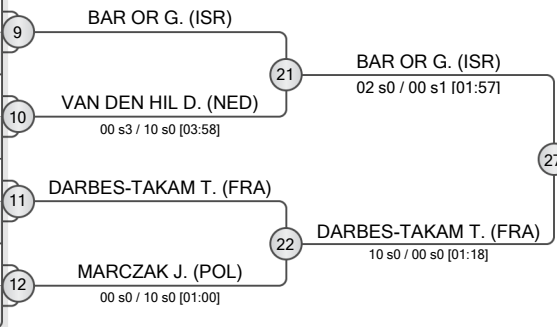 BAR OR G. (ISR)
9
21
BAR OR G. (ISR)
02 s0 / 00 s1 [01:57]
VAN DEN HIL D. (NED)
10
00 s3 / 10 s0 [03:58]
27
DARBES-TAKAM T. (FRA)
11
22
DARBES-TAKAM T. (FRA)
10 s0 / 00 s0 [01:18]
MARCZAK J. (POL)
12
00 s0 / 10 s0 [01:00]